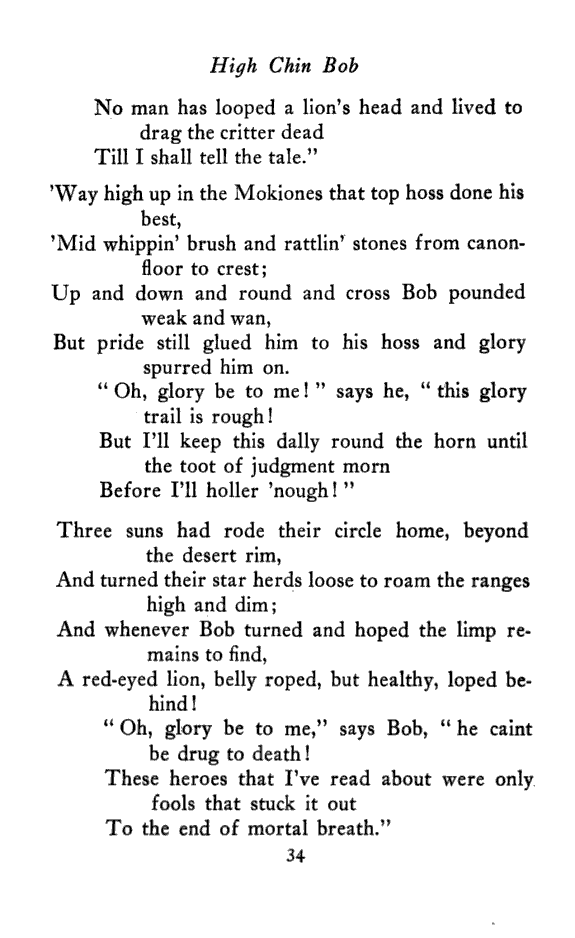 High Chin Bob
No man has looped a lion's head and lived to
drag the critter dead
Till I shall tell the tale."
'Way high up in the Mokiones that top hoss done his
best,
'Mid whippin' brush and rattlin' stones from canon-
floor to crest;
Up and down and round and cross Bob pounded
weak and wan,
But pride still glued him to his hoss and glory
spurred him on.
" Oh, glory be to me! " says he, " this glory
trail is rough!
But I'll keep this dally round the horn until
the toot of judgment morn
Before I'll holler 'nough! "
Three suns had rode their circle home, beyond
the desert rim,
And turned their star herds loose to roam the ranges
high and dim;
And whenever Bob turned and hoped the limp re-
mains to find,
A red-eyed lion, belly roped, but healthy, loped be-
hind!
" Oh, glory be to me," says Bob, " he caint
be drug to death!
These heroes that I've read about were only
fools that stuck it out
To the end of mortal breath."
34